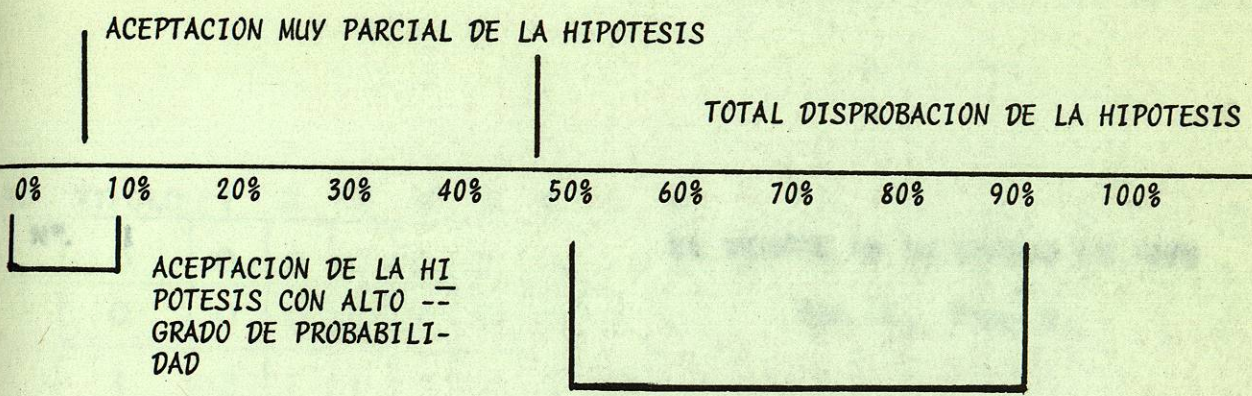 ACEPTACION MUY PARCIAL DE LA HIPOTESIS
TOTAL DISPROBACION DE LA HIPOTESIS
0% 10% 20% 30% 40% 50% 60% 70% 80% 90% 100%
ACEPTACION DE LA HI
POTESIS CON ALTO --
GRADO DE PROBABILI-
DAD